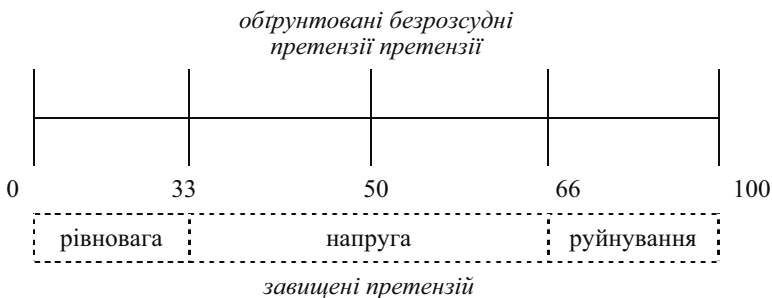 обґрунтовані безрозсудні
претензії претензії
0 33 50 66 100
рівновага напруга руйнування
завищені претензій